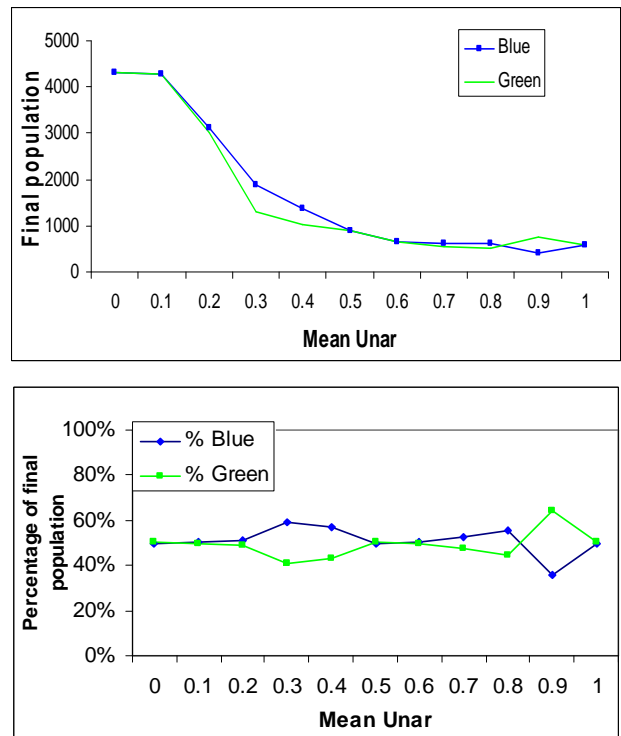 5000
4000
3000
2000
1000
0
Final population
Blue
Green
0 0.1 0.2 0.3 0.4 0.5 0.6 0.7 0.8 0.9 1
Mean Unar
100%
80%
60%
40%
20%
0%
Percentage of final
population
% Blue
% Green
0 0.1 0.2 0.3 0.4 0.5 0.6 0.7 0.8 0.9 1
Mean Unar